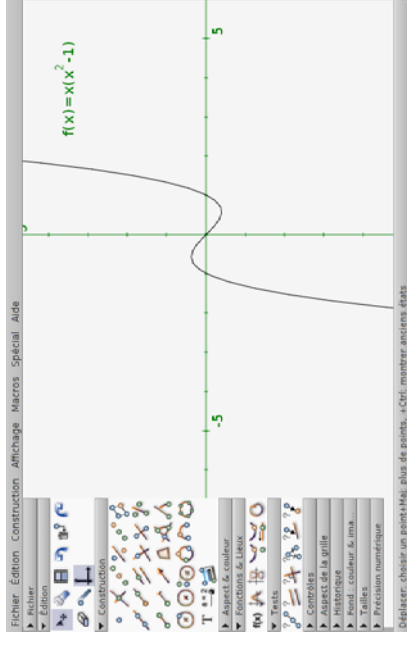 Fichier Édition Construction Affichage Macros Spécial Aide
Fichier
Édition
Construction
T
Aspect & couleur
Fonctions & Lieux
f(x)
Tests
Contrôles
Aspect de la grille
Historique
Fond , couleur & ima...
Tailles
Précision numérique
f(x)=x(x²-1)
-5
5
5
Déplacer, choisir un point+Maj: plus de points, +Ctrl: montrer anciens états